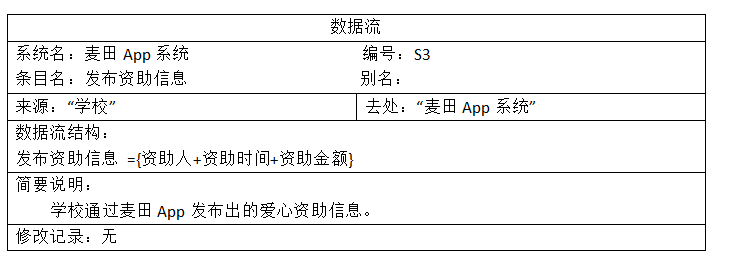 数据流
系统名：麦田 App 系统 编号：S3
条目名：发布资助信息 别名：
来源：“学校” 去处：“麦田 App 系统”
数据流结构：
发布资助信息 ={资助人+资助时间+资助金额}
简要说明：
学校通过麦田 App 发布出的爱心资助信息。
修改记录：无